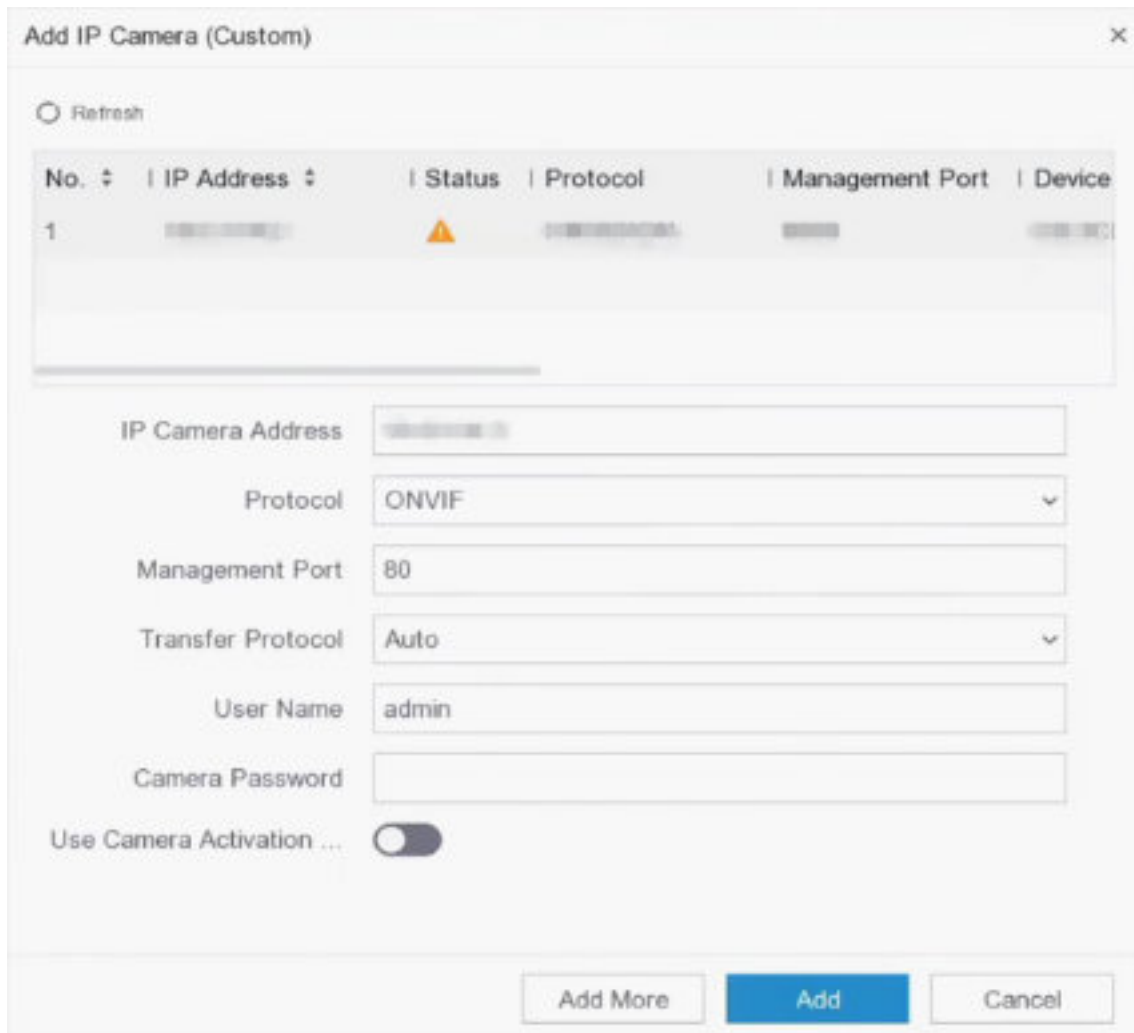 Add IP Camera (Custom) ×
Refresh
No. IP Address Status Protocol Management Port Device
1
IP Camera Address
Protocol ONVIF
Management Port 80
Transfer Protocol Auto
User Name admin
Camera Password
Use Camera Activation ...
Add More Add Cancel